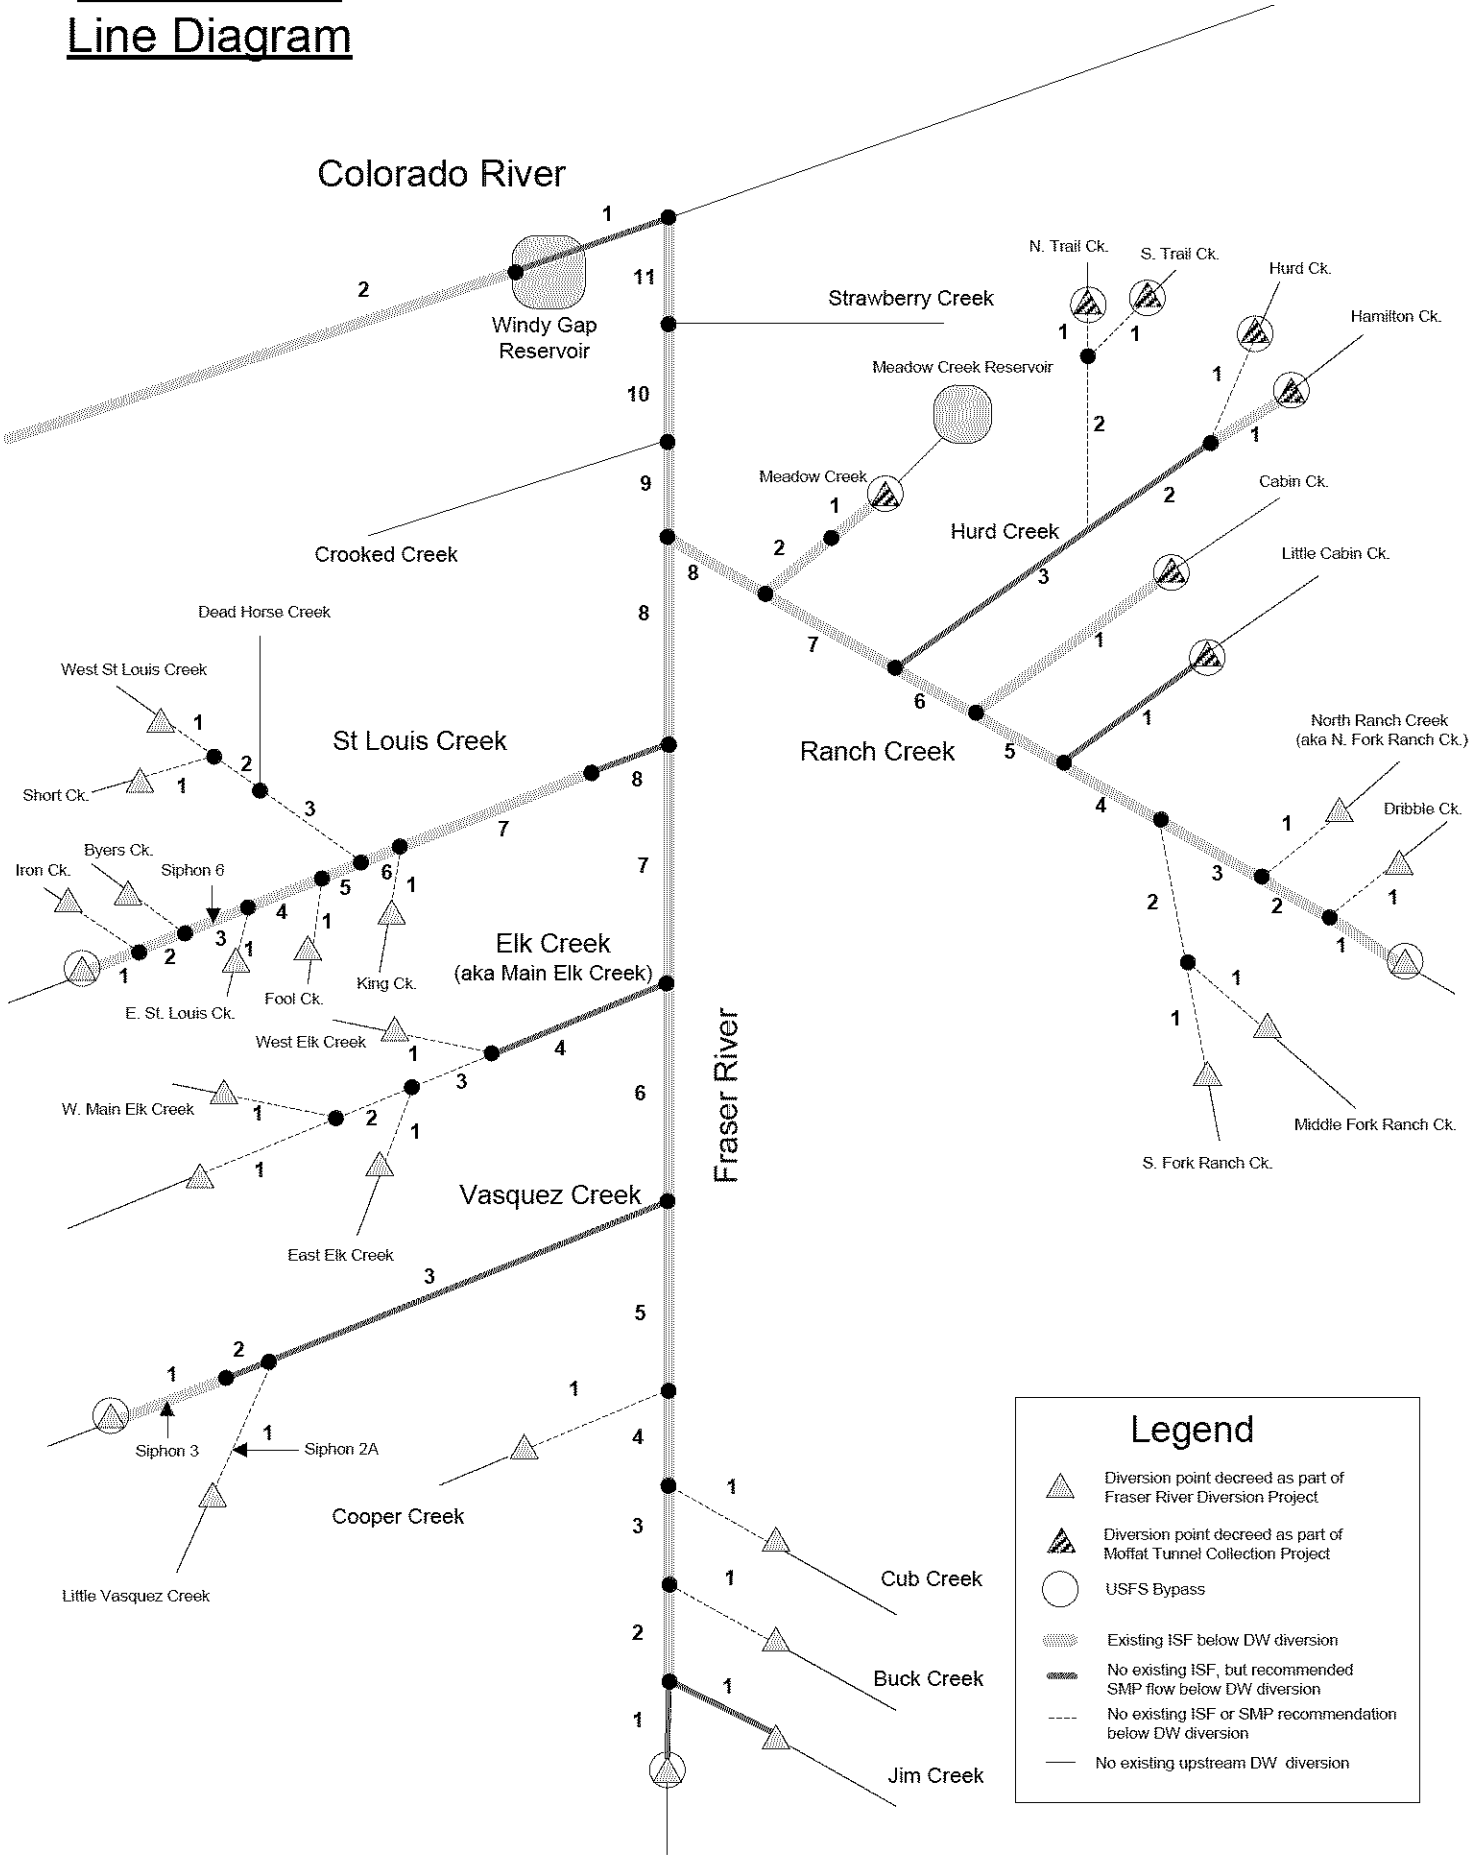 Line Diagram
Colorado River
1
2
Windy Gap
Reservoir
11
Strawberry Creek
10
Meadow Creek Reservoir
N. Trail Ck.
S. Trail Ck.
Hurd Ck.
Hamilton Ck.
1
1
1
1
2
2
Hurd Creek
3
9
Crooked Creek
Meadow Creek
1
2
8
8
7
Cabin Ck.
1
Little Cabin Ck.
1
6
5
Ranch Creek
4
North Ranch Creek
(aka N. Fork Ranch Ck.)
1
Dribble Ck.
1
3
2
1
2
1
1
Middle Fork Ranch Ck.
S. Fork Ranch Ck.
Dead Horse Creek
West St Louis Creek
1
2
1
Short Ck.
3
St Louis Creek
8
7
7
Byers Ck.
Siphon 6
Iron Ck.
6
5
4
3
2
1
1
1
1
E. St. Louis Ck.
Fool Ck.
King Ck.
Elk Creek
(aka Main Elk Creek)
West Elk Creek
1
4
3
W. Main Elk Creek
1
2
1
1
East Elk Creek
6
Fraser River
Vasquez Creek
3
2
1
Siphon 3
1
Siphon 2A
Little Vasquez Creek
5
1
Cooper Creek
4
1
Cub Creek
3
1
Buck Creek
2
1
Jim Creek
1
Legend
Diversion point decreed as part of
Fraser River Diversion Project
Diversion point decreed as part of
Moffat Tunnel Collection Project
USFS Bypass
Existing ISF below DW diversion
No existing ISF, but recommended
SMP flow below DW diversion
No existing ISF or SMP recommendation
below DW diversion
No existing upstream DW diversion